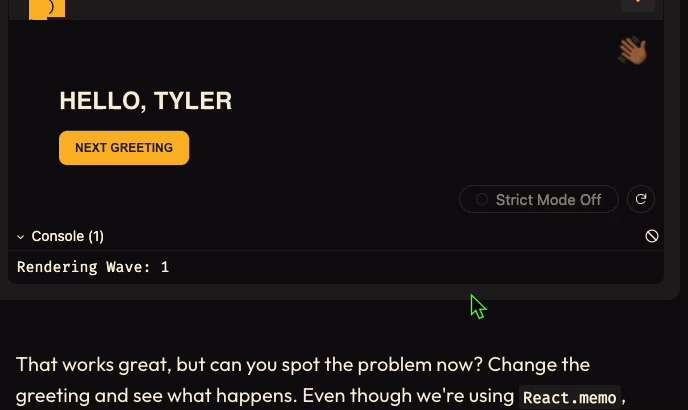 )
HELLO, TYLER
NEXT GREETING
Strict Mode Off
Console (1)
Rendering Wave: 1
That works great, but can you spot the problem now? Change the
greeting and see what happens. Even though we're using React.memo,